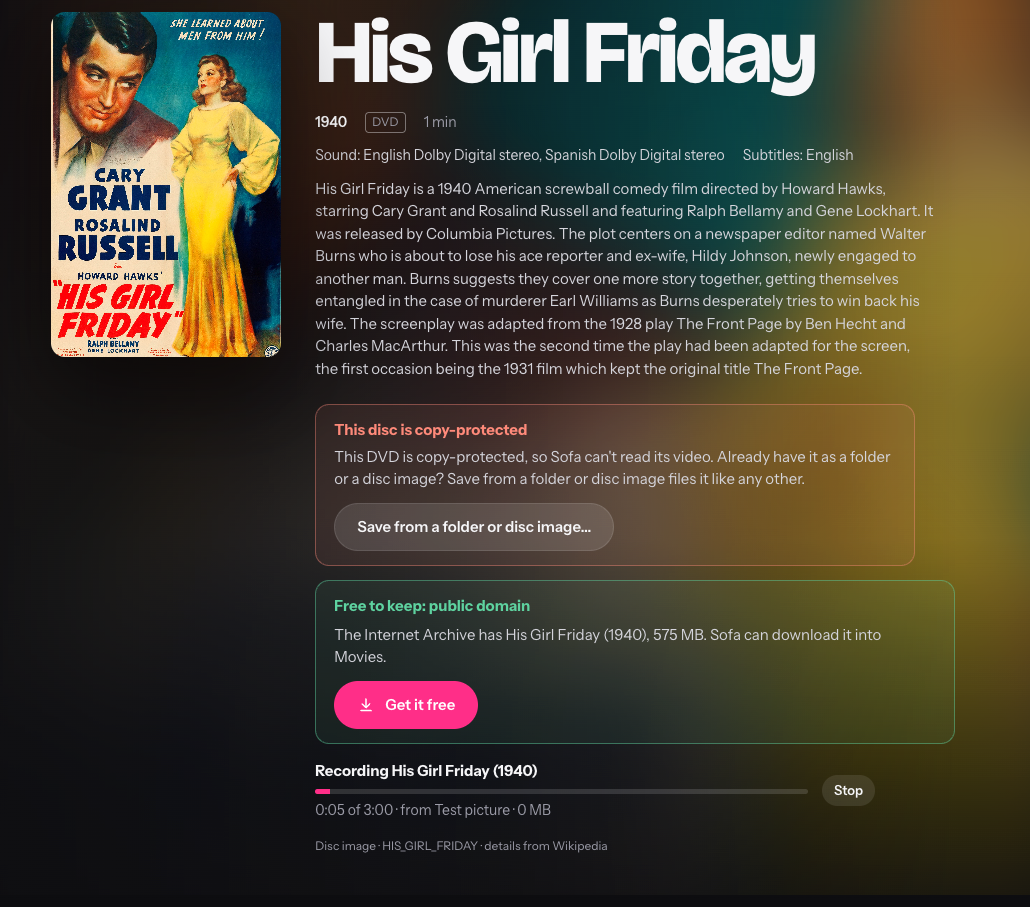 SHE LEARNED ABOUT
MEN FROM HIM!
CARY
GRANT
ROSALIND
RUSSELL
in
HOWARD HAWKS'
"HIS GIRL
FRIDAY"
RALPH BELLAMY
GENE LOCKHART
His Girl Friday
1940 DVD 1 min
Sound: English Dolby Digital stereo, Spanish Dolby Digital stereo Subtitles: English
His Girl Friday is a 1940 American screwball comedy film directed by Howard Hawks,
starring Cary Grant and Rosalind Russell and featuring Ralph Bellamy and Gene Lockhart. It
was released by Columbia Pictures. The plot centers on a newspaper editor named Walter
Burns who is about to lose his ace reporter and ex-wife, Hildy Johnson, newly engaged to
another man. Burns suggests they cover one more story together, getting themselves
entangled in the case of murderer Earl Williams as Burns desperately tries to win back his
wife. The screenplay was adapted from the 1928 play The Front Page by Ben Hecht and
Charles MacArthur. This was the second time the play had been adapted for the screen,
the first occasion being the 1931 film which kept the original title The Front Page.
This disc is copy-protected
This DVD is copy-protected, so Sofa can't read its video. Already have it as a folder
or a disc image? Save from a folder or disc image files it like any other.
Save from a folder or disc image...
Free to keep: public domain
The Internet Archive has His Girl Friday (1940), 575 MB. Sofa can download it into
Movies.
Get it free
Recording His Girl Friday (1940)
Stop
0:05 of 3:00 · from Test picture · 0 MB
Disc image · HIS_GIRL_FRIDAY · details from Wikipedia